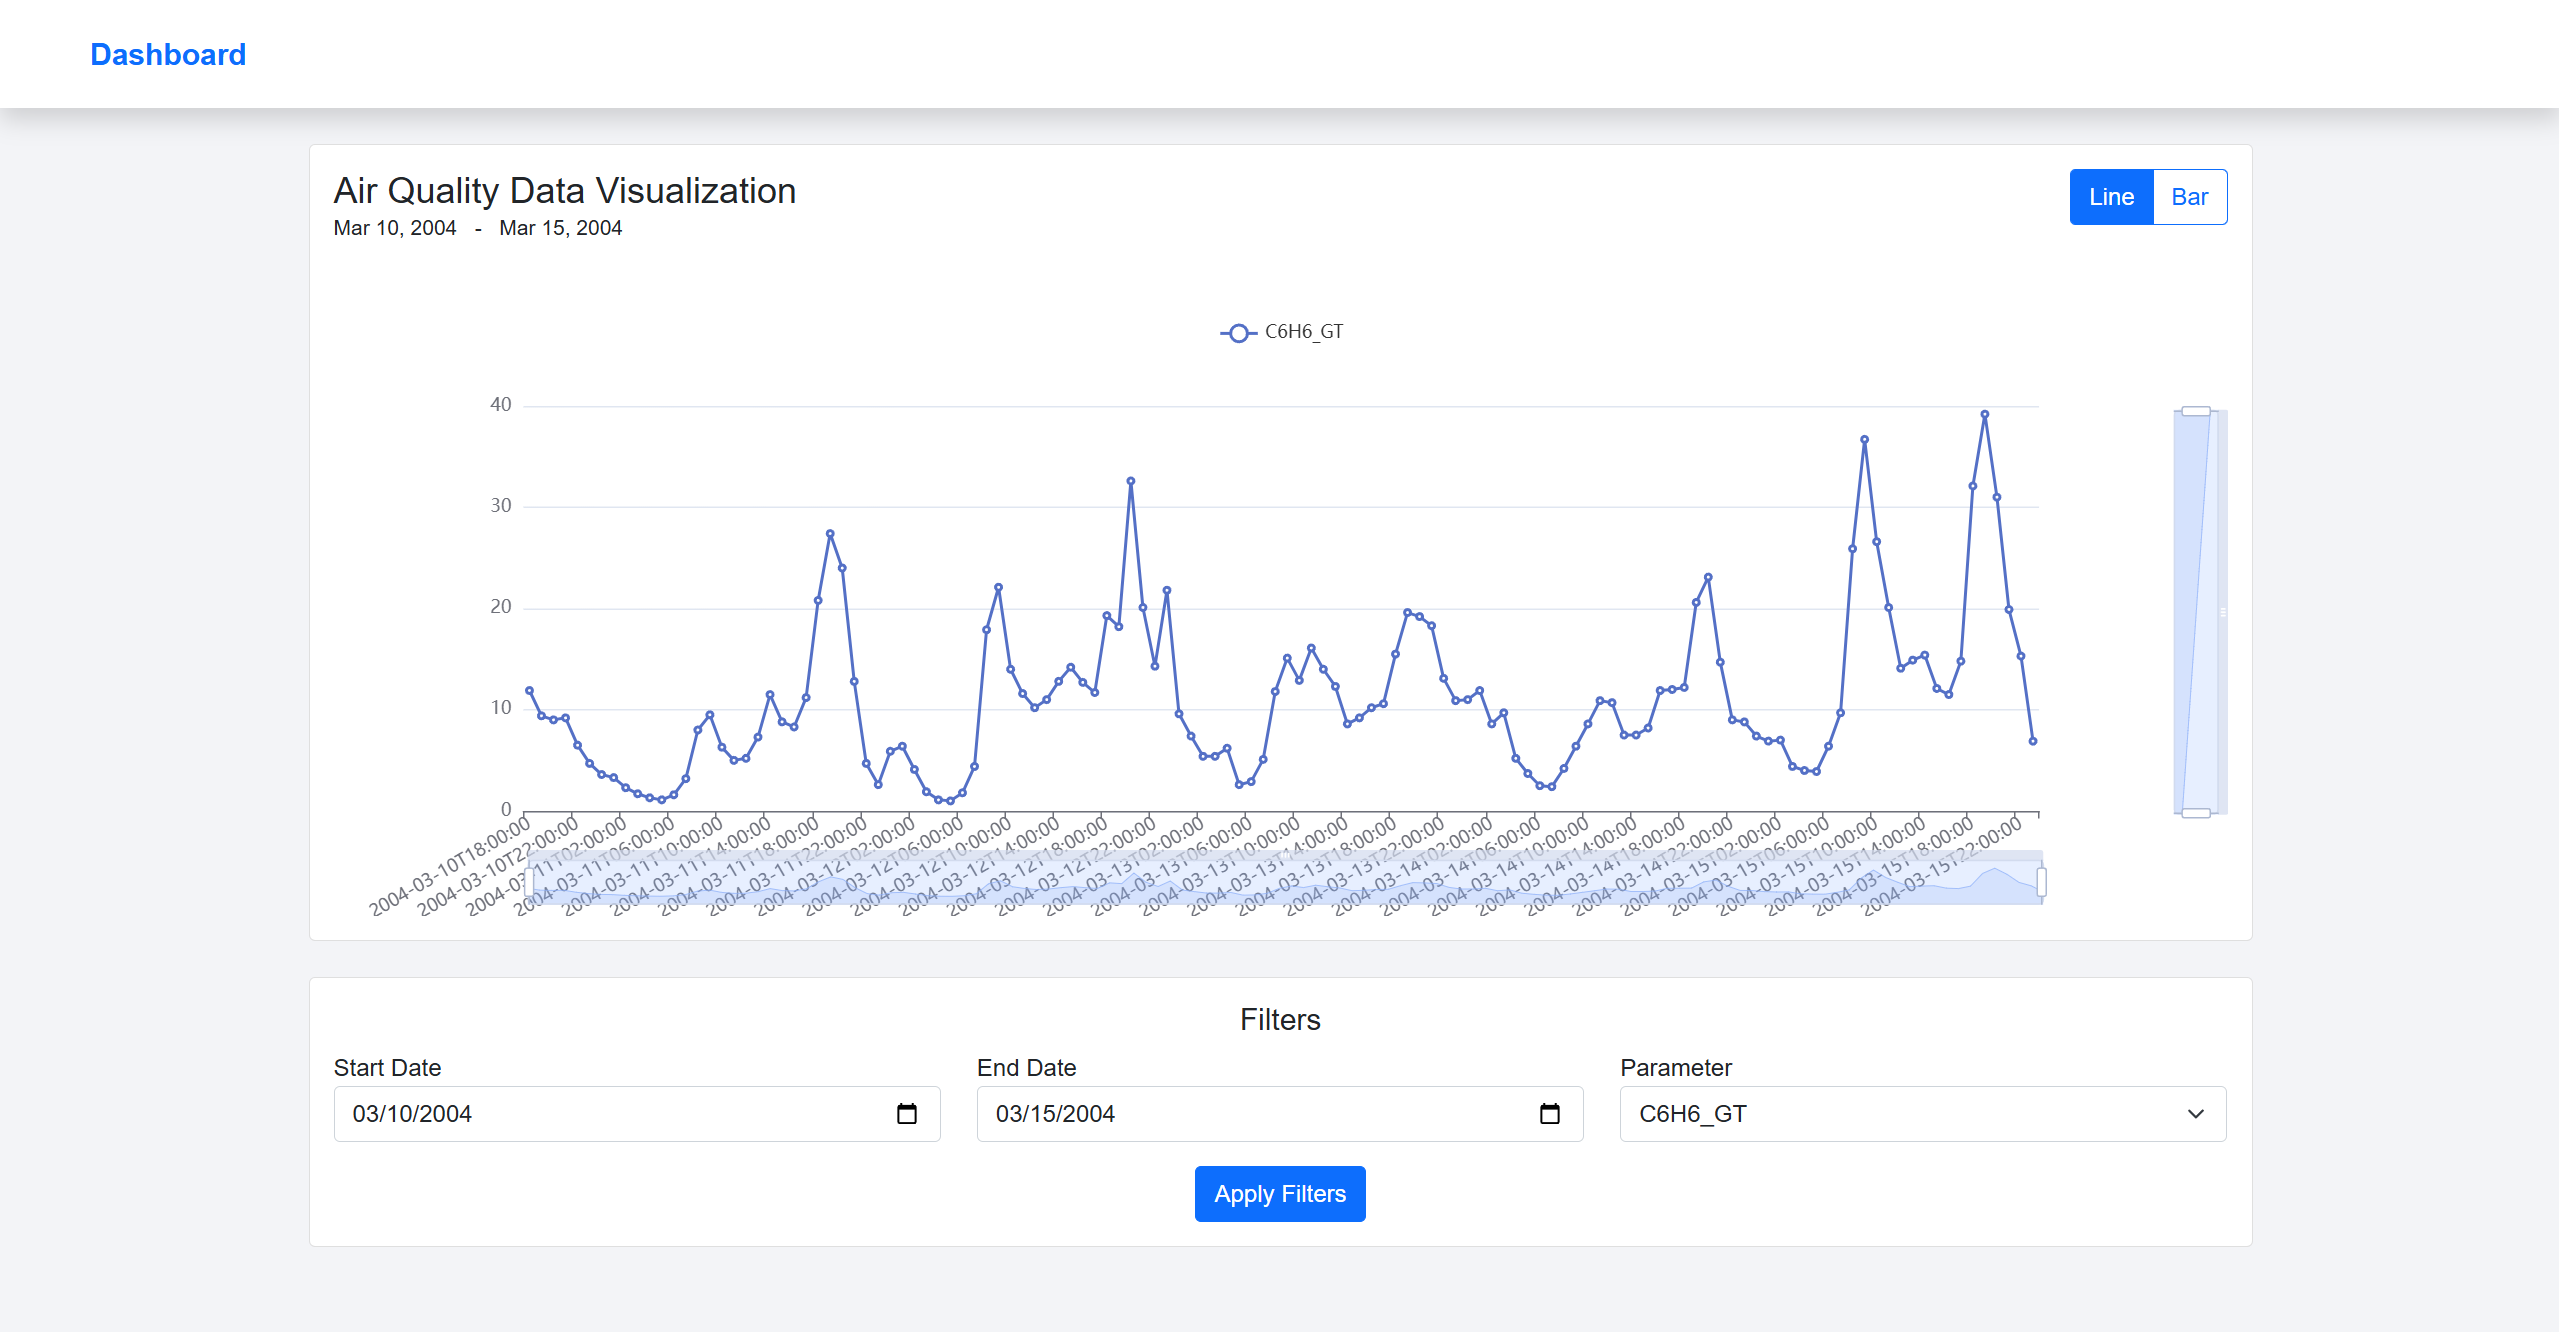 Dashboard
Air Quality Data Visualization
Line
Bar
Mar 10, 2004 - Mar 15, 2004
C6H6_GT
40
30
20
10
0
2004-03-10T18:00:00
2004-03-10T22:00:00
2004-03-11T02:00:00
2004-03-11T06:00:00
2004-03-11T10:00:00
2004-03-11T14:00:00
2004-03-11T18:00:00
2004-03-11T22:00:00
2004-03-12T02:00:00
2004-03-12T06:00:00
2004-03-12T10:00:00
2004-03-12T14:00:00
2004-03-12T18:00:00
2004-03-12T22:00:00
2004-03-13T02:00:00
2004-03-13T06:00:00
2004-03-13T10:00:00
2004-03-13T14:00:00
2004-03-13T18:00:00
2004-03-13T22:00:00
2004-03-14T02:00:00
2004-03-14T06:00:00
2004-03-14T10:00:00
2004-03-14T14:00:00
2004-03-14T18:00:00
2004-03-14T22:00:00
2004-03-15T02:00:00
2004-03-15T06:00:00
2004-03-15T10:00:00
2004-03-15T14:00:00
2004-03-15T18:00:00
2004-03-15T22:00:00
Filters
Start Date
End Date
Parameter
03/10/2004
03/15/2004
C6H6_GT
Apply Filters